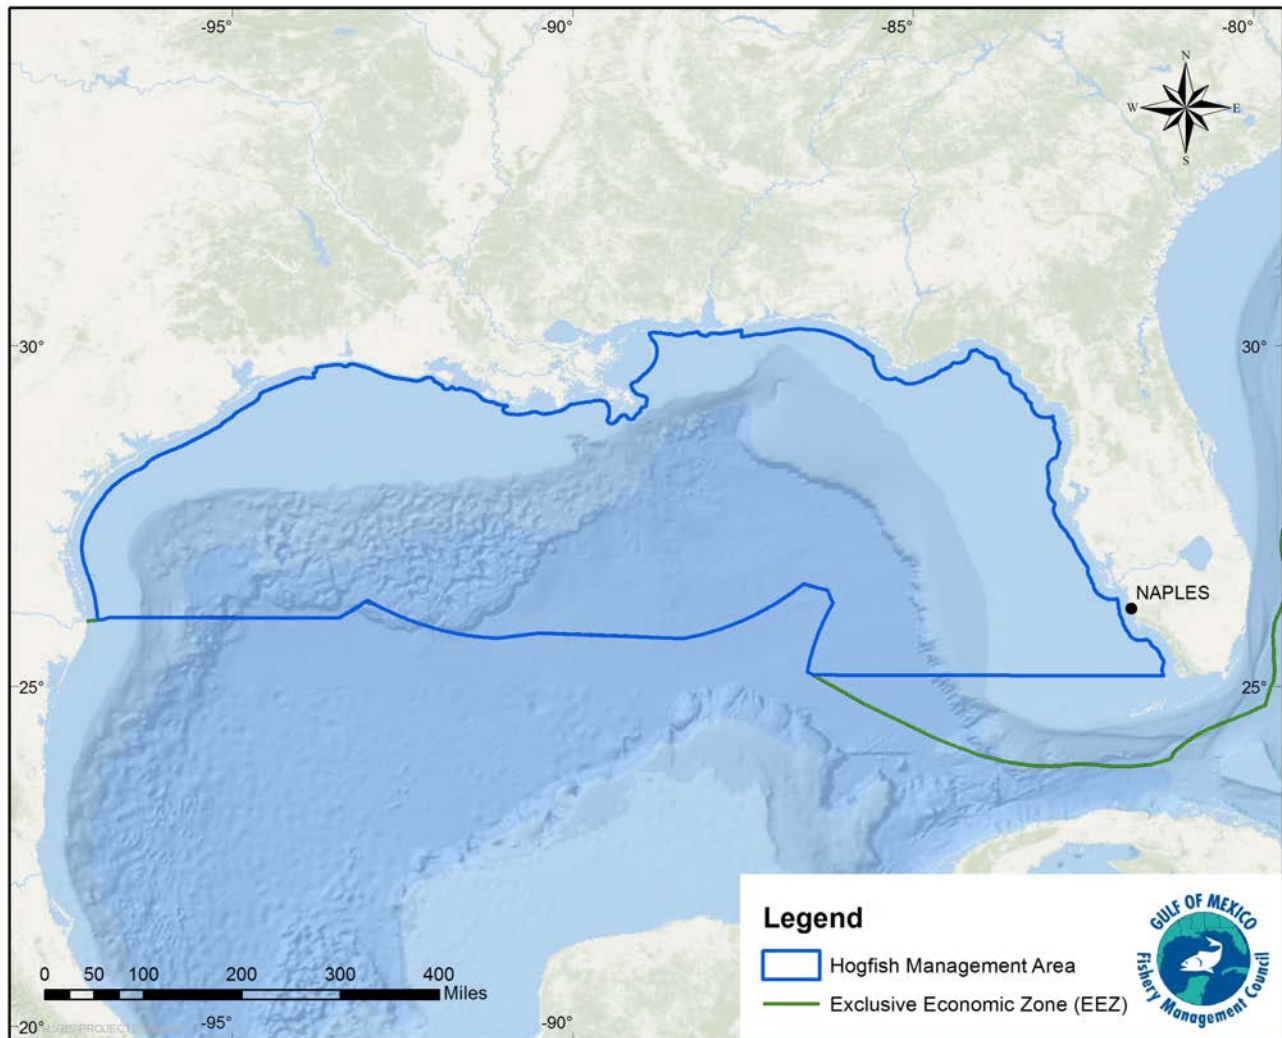 -95°
-90°
-85°
-80°
N
W
E
S
30°
30°
NAPLES
25°
25°
Legend
Hogfish Management Area
Exclusive Economic Zone (EEZ)
GULF OF MEXICO
Fishery Management Council
0 50 100 200 300 400
Miles
20°
-95°
-90°